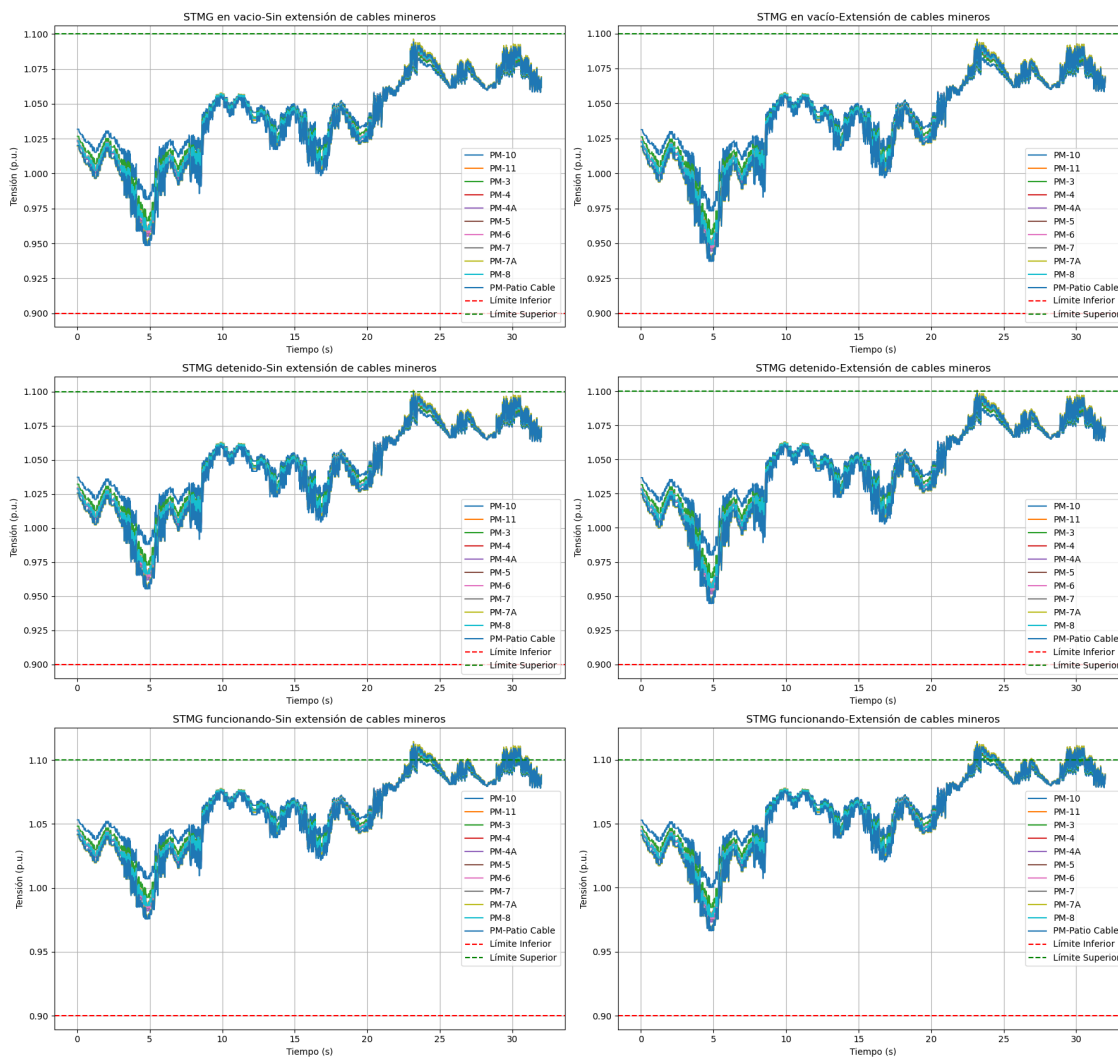 STMG en vacio-Sin extensión de cables mineros
1.100
1.075
1.050
1.025
1.000
0.975
0.950
0.925
0.900
Tensión (p.u.)
PM-10
PM-11
PM-3
PM-4
PM-4A
PM-5
PM-6
PM-7
PM-7A
PM-8
PM-Patio Cable
Límite Inferior
Límite Superior
0 5 10 15 20 25 30
Tiempo (s)
STMG en vacío-Extensión de cables mineros
1.100
1.075
1.050
1.025
1.000
0.975
0.950
0.925
0.900
Tensión (p.u.)
PM-10
PM-11
PM-3
PM-4
PM-4A
PM-5
PM-6
PM-7
PM-7A
PM-8
PM-Patio Cable
Límite Inferior
Límite Superior
0 5 10 15 20 25 30
Tiempo (s)
STMG detenido-Sin extensión de cables mineros
1.100
1.075
1.050
1.025
1.000
0.975
0.950
0.925
0.900
Tensión (p.u.)
PM-10
PM-11
PM-3
PM-4
PM-4A
PM-5
PM-6
PM-7
PM-7A
PM-8
PM-Patio Cable
Límite Inferior
Límite Superior
0 5 10 15 20 25 30
Tiempo (s)
STMG detenido-Extensión de cables mineros
1.100
1.075
1.050
1.025
1.000
0.975
0.950
0.925
0.900
Tensión (p.u.)
PM-10
PM-11
PM-3
PM-4
PM-4A
PM-5
PM-6
PM-7
PM-7A
PM-8
PM-Patio Cable
Límite Inferior
Límite Superior
0 5 10 15 20 25 30
Tiempo (s)
STMG funcionando-Sin extensión de cables mineros
1.10
1.05
1.00
0.95
0.90
Tensión (p.u.)
PM-10
PM-11
PM-3
PM-4
PM-4A
PM-5
PM-6
PM-7
PM-7A
PM-8
PM-Patio Cable
Límite Inferior
Límite Superior
0 5 10 15 20 25 30
Tiempo (s)
STMG funcionando-Extensión de cables mineros
1.10
1.05
1.00
0.95
0.90
Tensión (p.u.)
PM-10
PM-11
PM-3
PM-4
PM-4A
PM-5
PM-6
PM-7
PM-7A
PM-8
PM-Patio Cable
Límite Inferior
Límite Superior
0 5 10 15 20 25 30
Tiempo (s)